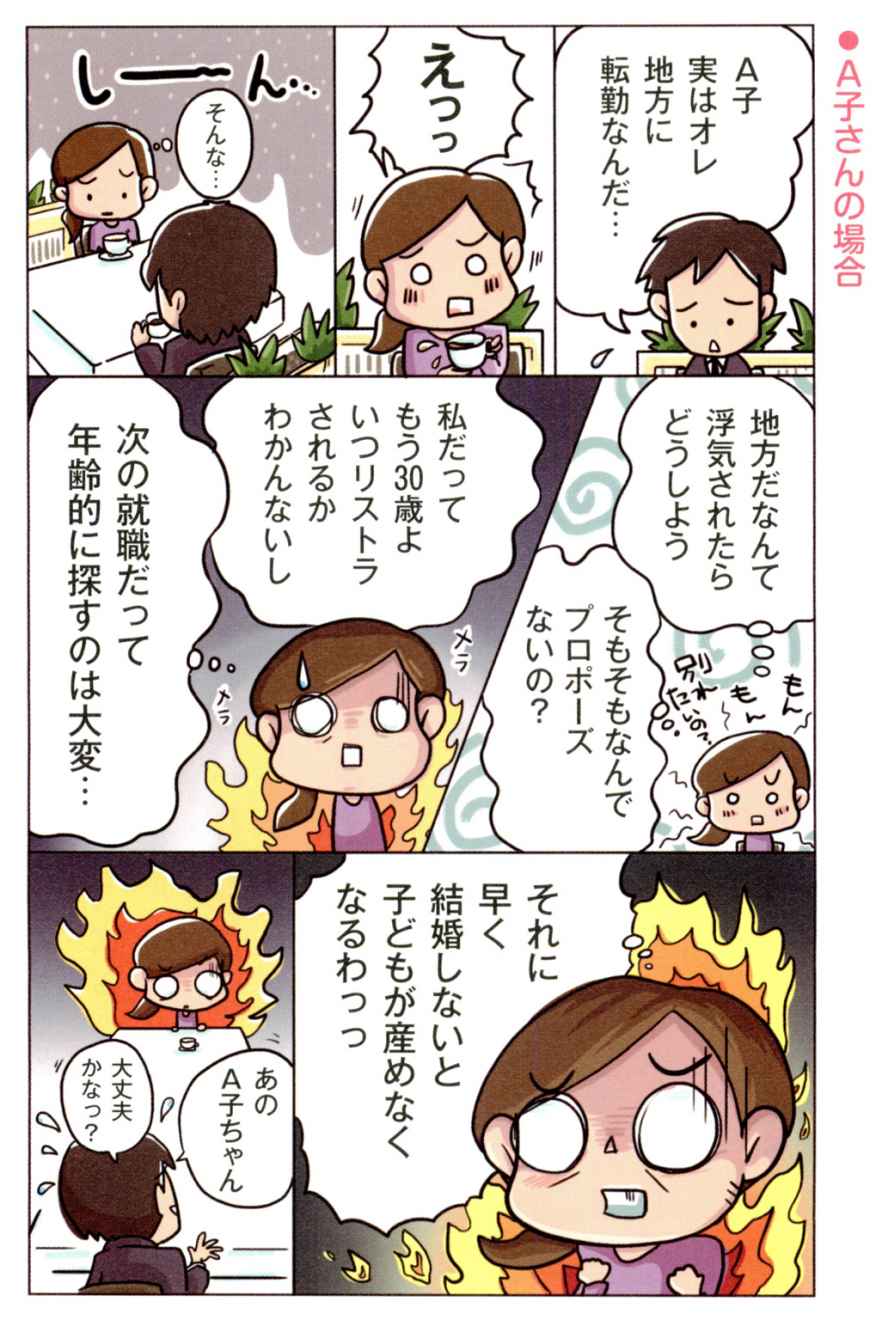 ●A子さんの場合
A子
実はオレ
地方に
転勤なんだ…
えっっ
しーーん…
そんな…
地方だなんて
浮気されたら
どうしよう
もん
もん
別れ
たいの?
そもそもなんで
プロポーズ
ないの?
私だって
もう30歳よ
いつリストラ
されるか
わかんないし
メラ
メラ
次の就職だって
年齢的に探すのは大変…
それに
早く
結婚しないと
子どもが産めなく
なるわっっ
あの
A子ちゃん
大丈夫
かなっ?